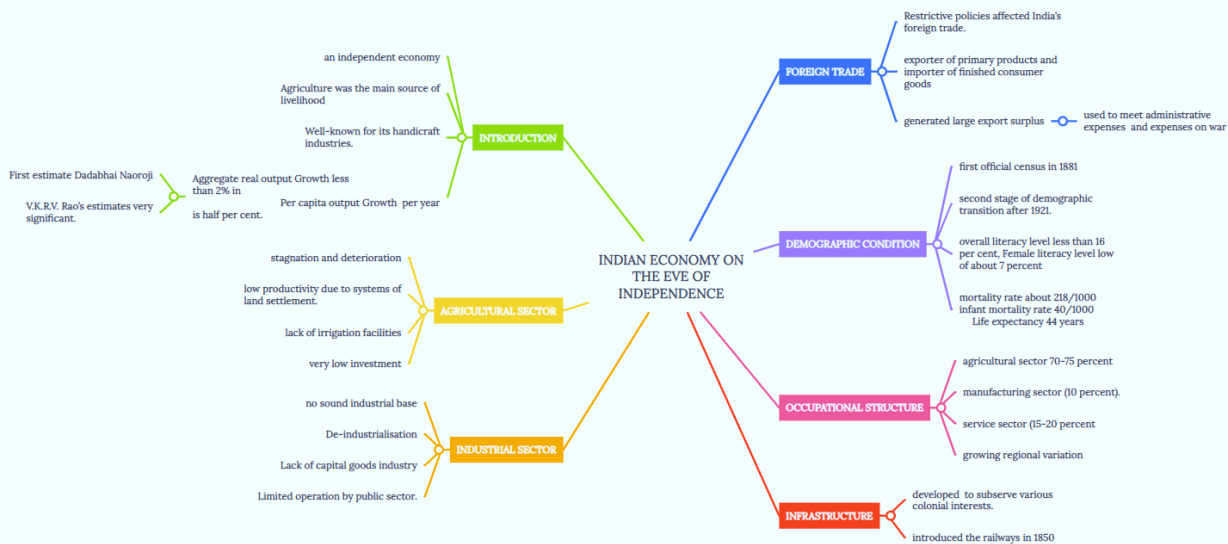 INDIAN ECONOMY ON
THE EVE OF
INDEPENDENCE
INTRODUCTION
an independent economy
Agriculture was the main source of
livelihood
Well-known for its handicraft
industries.
Per capita output Growth  per year
Aggregate real output Growth less
than 2% in
is half per cent.
First estimate Dadabhai Naoroji
V.K.R.V. Rao's estimates very
significant.
AGRICULTURAL SECTOR
stagnation and deterioration
low productivity due to systems of
land settlement.
lack of irrigation facilities
very low investment
INDUSTRIAL SECTOR
no sound industrial base
De-industrialisation
Lack of capital goods industry
Limited operation by public sector.
FOREIGN TRADE
Restrictive policies affected India's
foreign trade.
exporter of primary products and
importer of finished consumer
goods
generated large export surplus
used to meet administrative
expenses  and expenses on war
DEMOGRAPHIC CONDITION
first official census in 1881
second stage of demographic
transition after 1921.
overall literacy level less than 16
per cent, Female literacy level low
of about 7 percent
mortality rate about 218/1000
infant mortality rate 40/1000
Life expectancy 44 years
OCCUPATIONAL STRUCTURE
agricultural sector 70-75 percent
manufacturing sector (10 percent).
service sector (15-20 percent
growing regional variation
INFRASTRUCTURE
developed  to subserve various
colonial interests.
introduced the railways in 1850